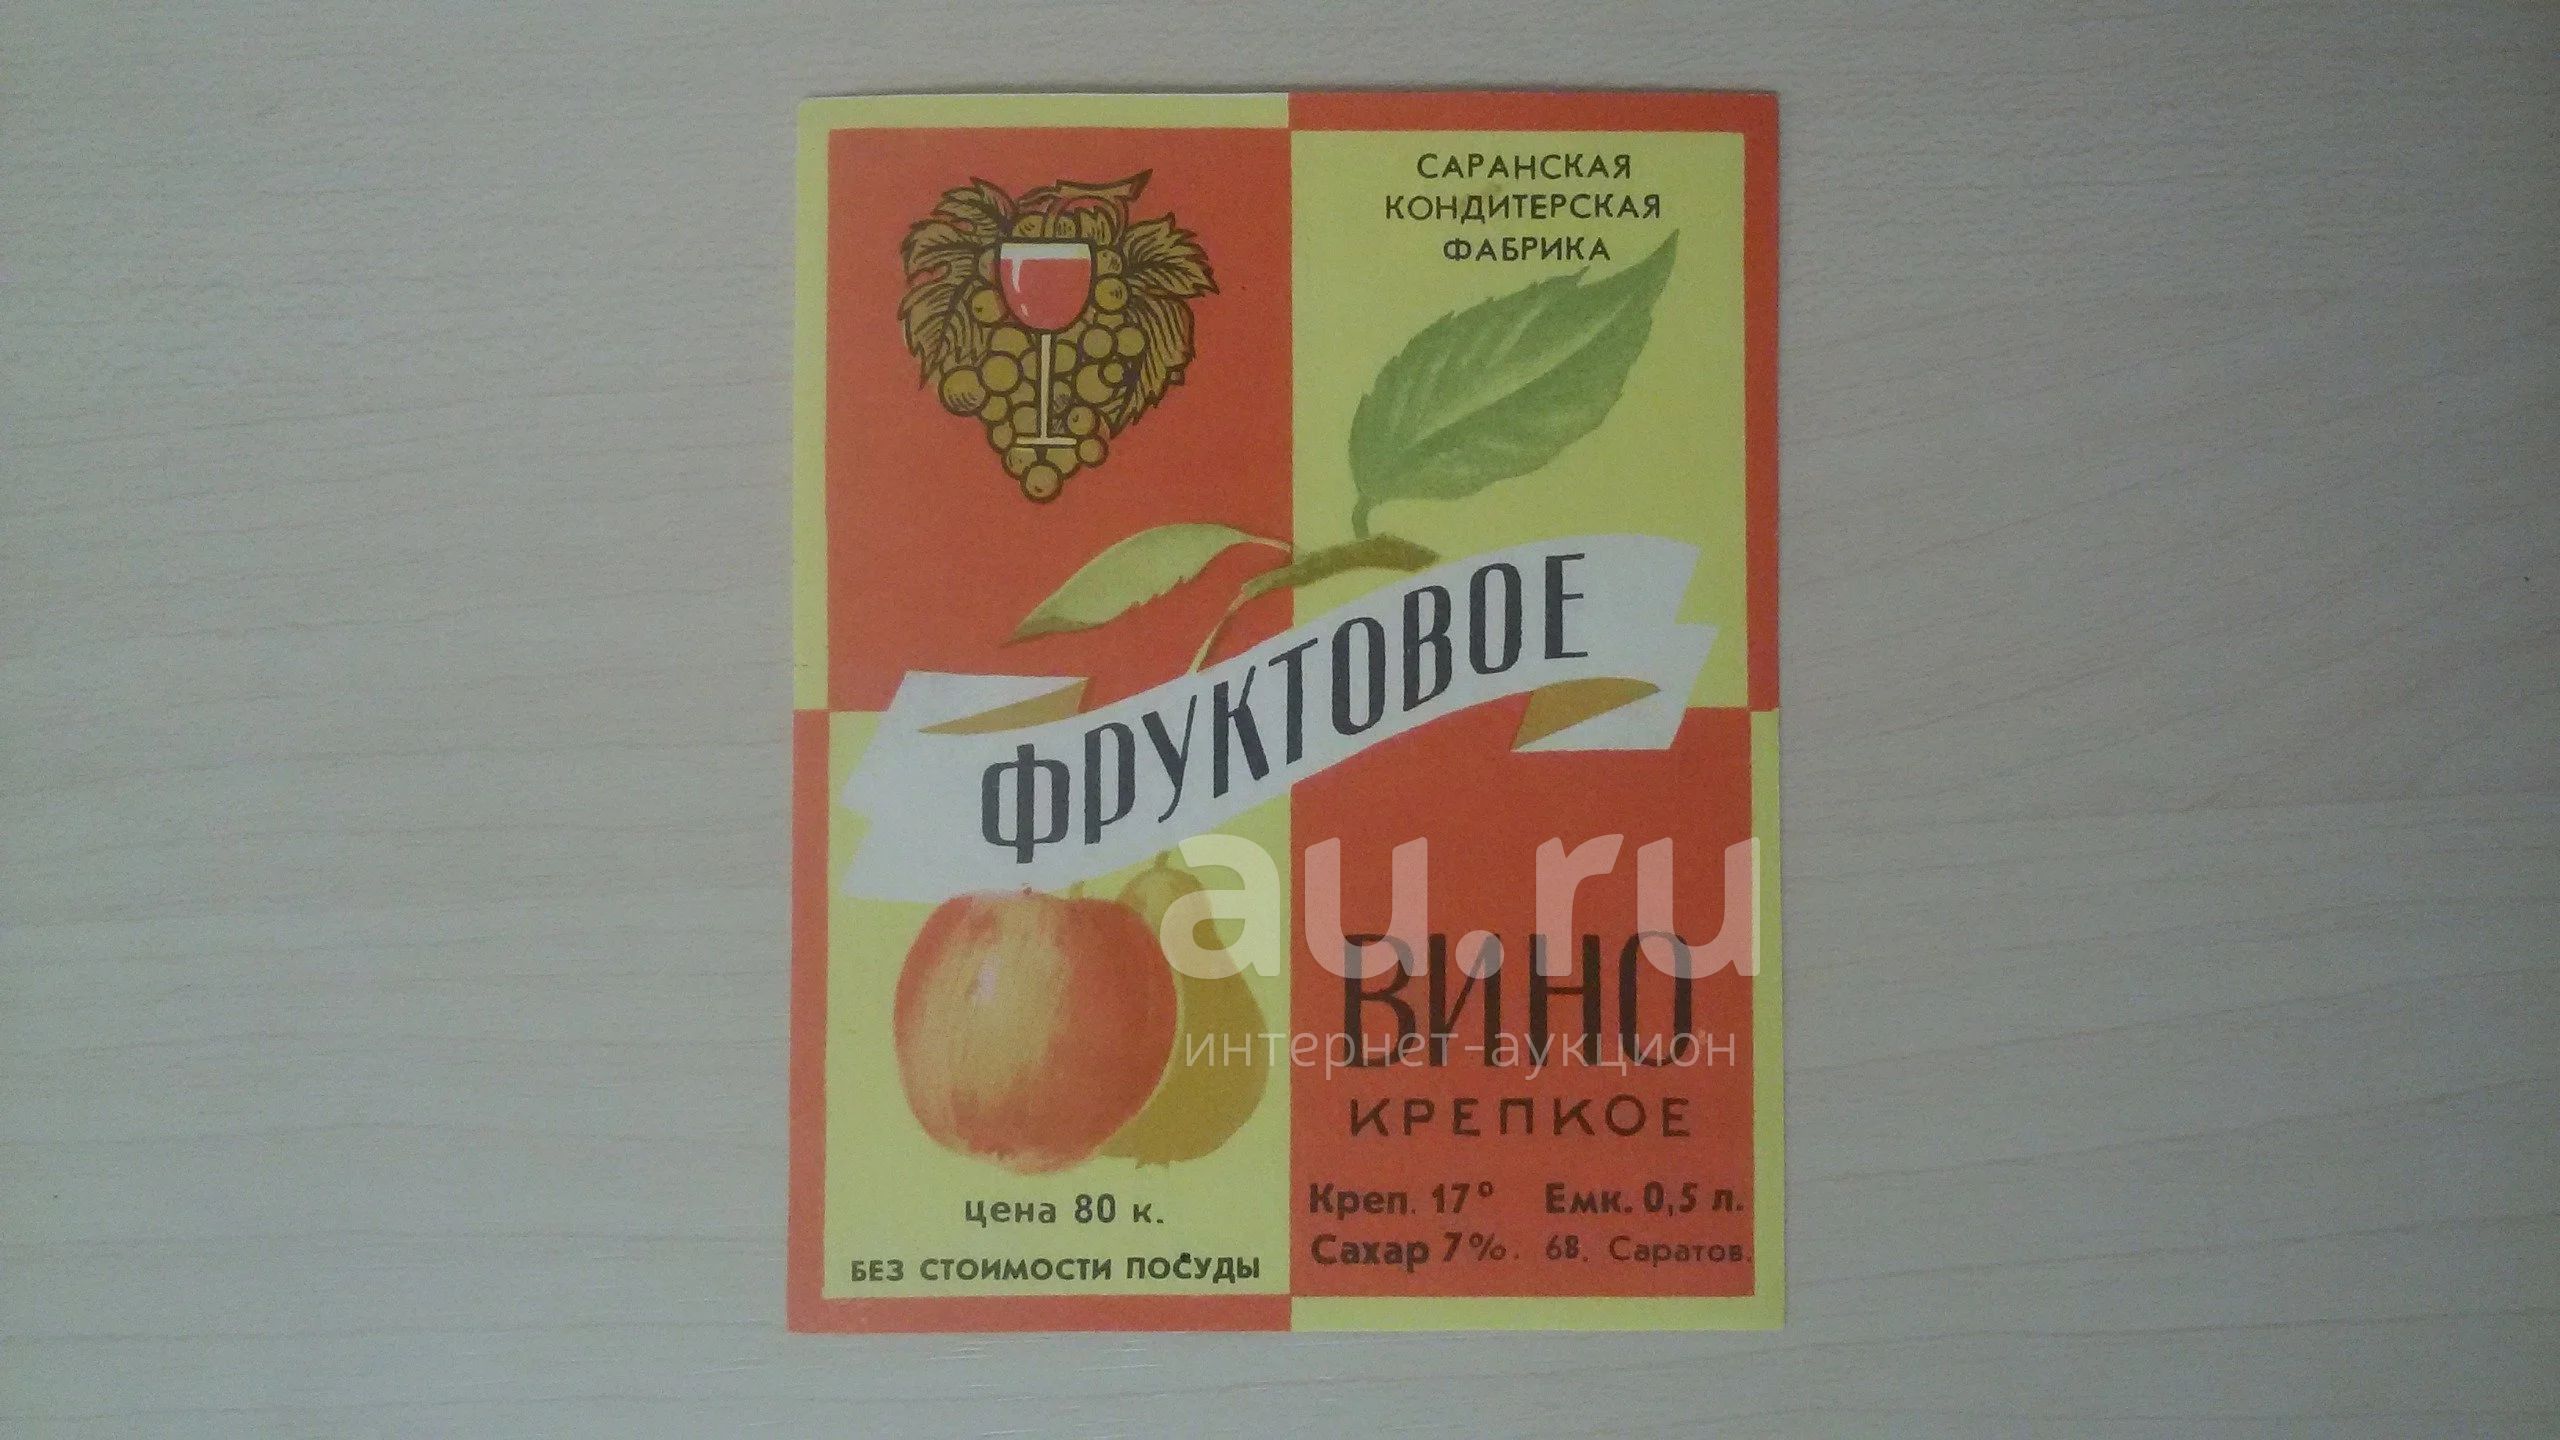 САРАНСКАЯ
КОНДИТЕРСКАЯ
ФАБРИКА
ФРУКТОВОЕ
au.ru
ВИНО
интернет-аукцион
КРЕПКОЕ
цена 80 к.
БЕЗ СТОИМОСТИ ПОСУДЫ
Креп. 17° Емк. 0,5 л.
Сахар 7%. 68. Саратов.